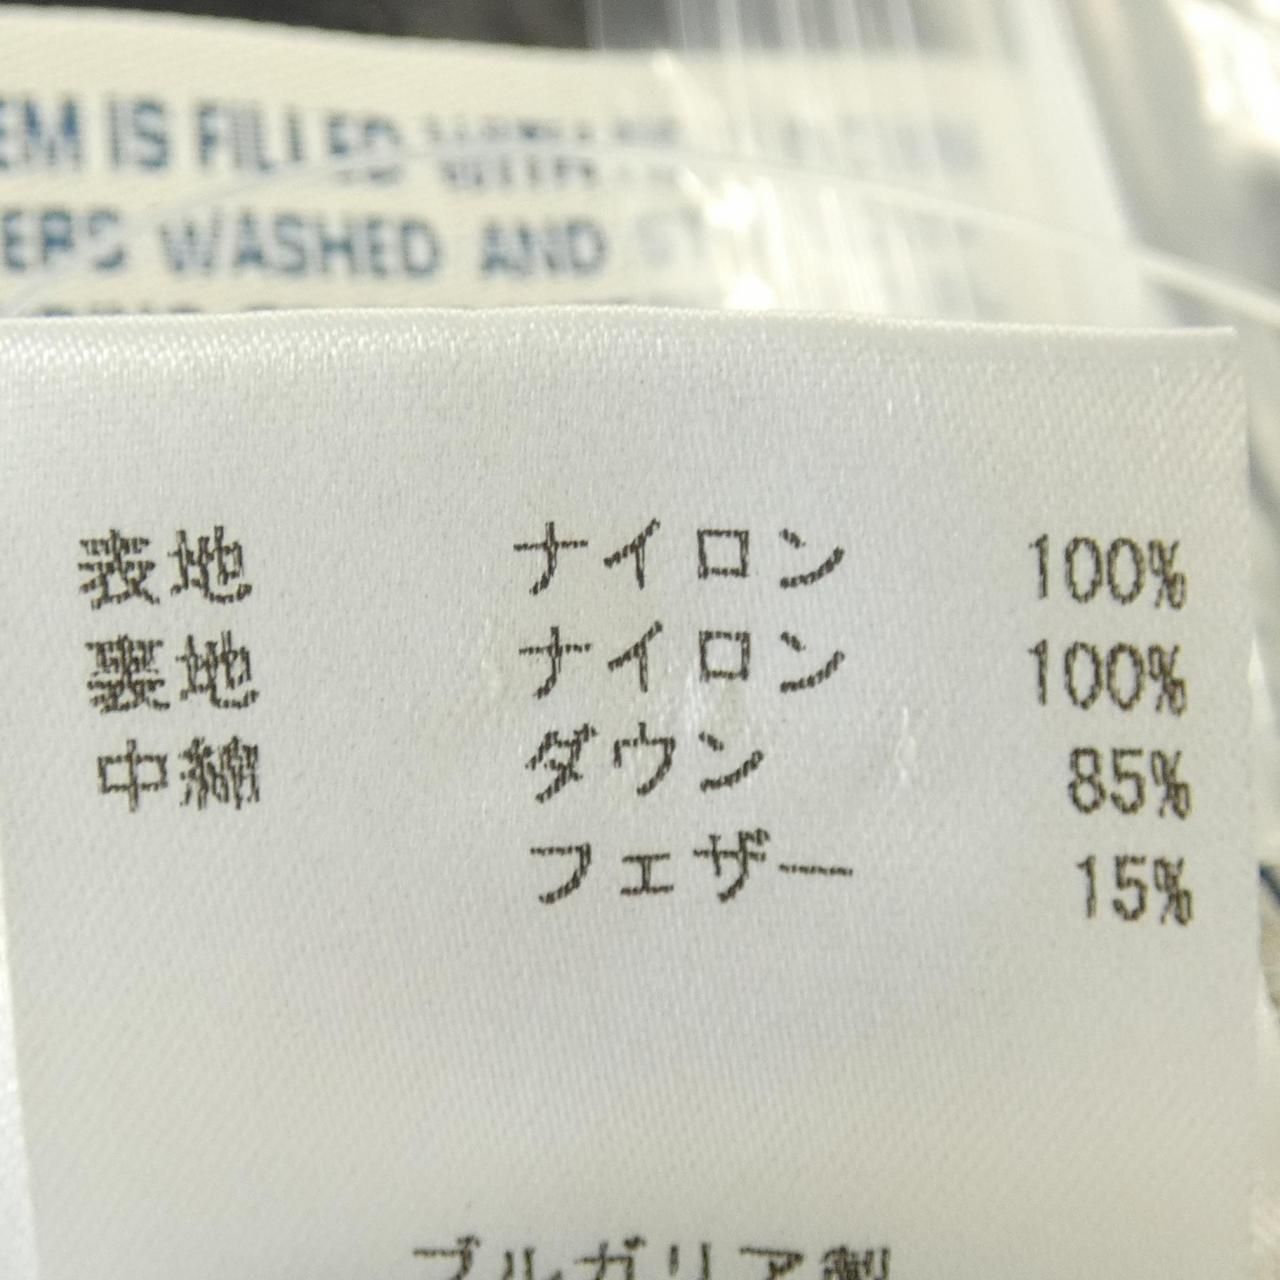 EM IS FILLED WITH
ERS WASHED AND
表地 ナイロン 100%
裏地 ナイロン 100%
中綿 ダウン 85%
フェザー 15%
ブルガリア製